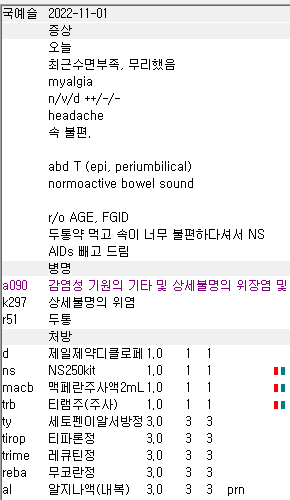 국예슬 2022-11-01
증상
오늘
최근수면부족, 무리했음
myalgia
n/v/d ++/-/-
headache
속 불편.
abd T (epi, periumbilical)
normoactive bowel sound
r/o AGE, FGID
두통약 먹고 속이 너무 불편하다셔서 NS
AIDs 빼고 드림
병명
a090 감염성 기원의 기타 및 상세불명의 위장염 및
k297 상세불명의 위염
r51 두통
처방
d 제일제약디클로페 1.0 1 1
ns NS250kit 1.0 1 1
macb 맥페란주사액2mL 1.0 1 1
trb 티램주(주사) 1.0 1 1
ty 세토펜이알서방정 3.0 3 3
tirop 티파론정 3.0 3 3
trime 레큐틴정 3.0 3 3
reba 무코란정 3.0 3 3
al 알지나액(내복) 3.0 3 3 prn